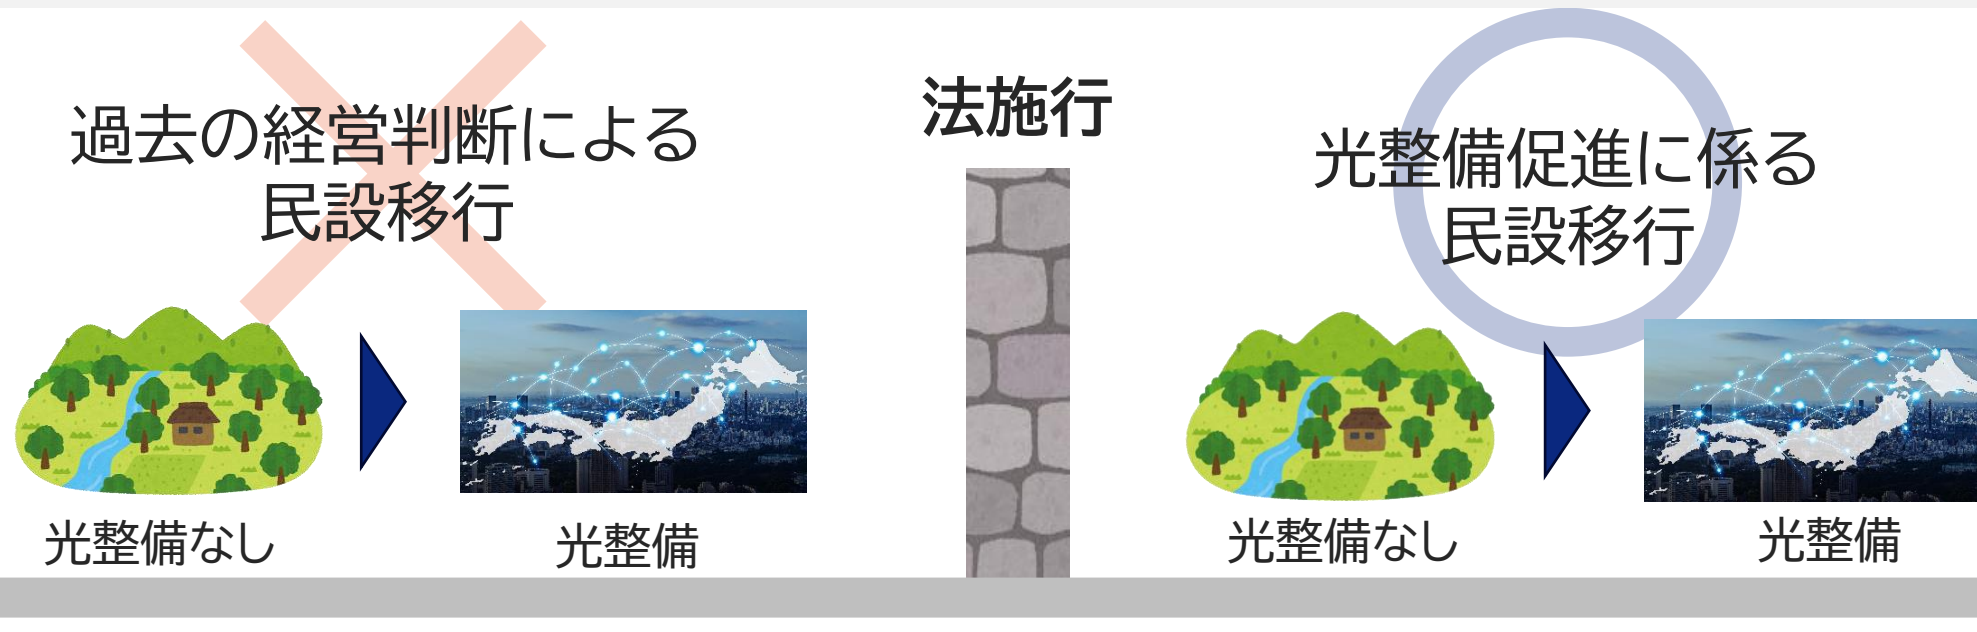 過去の経営判断による
民設移行
光整備なし
光整備
法施行
光整備促進に係る
民設移行
光整備なし
光整備